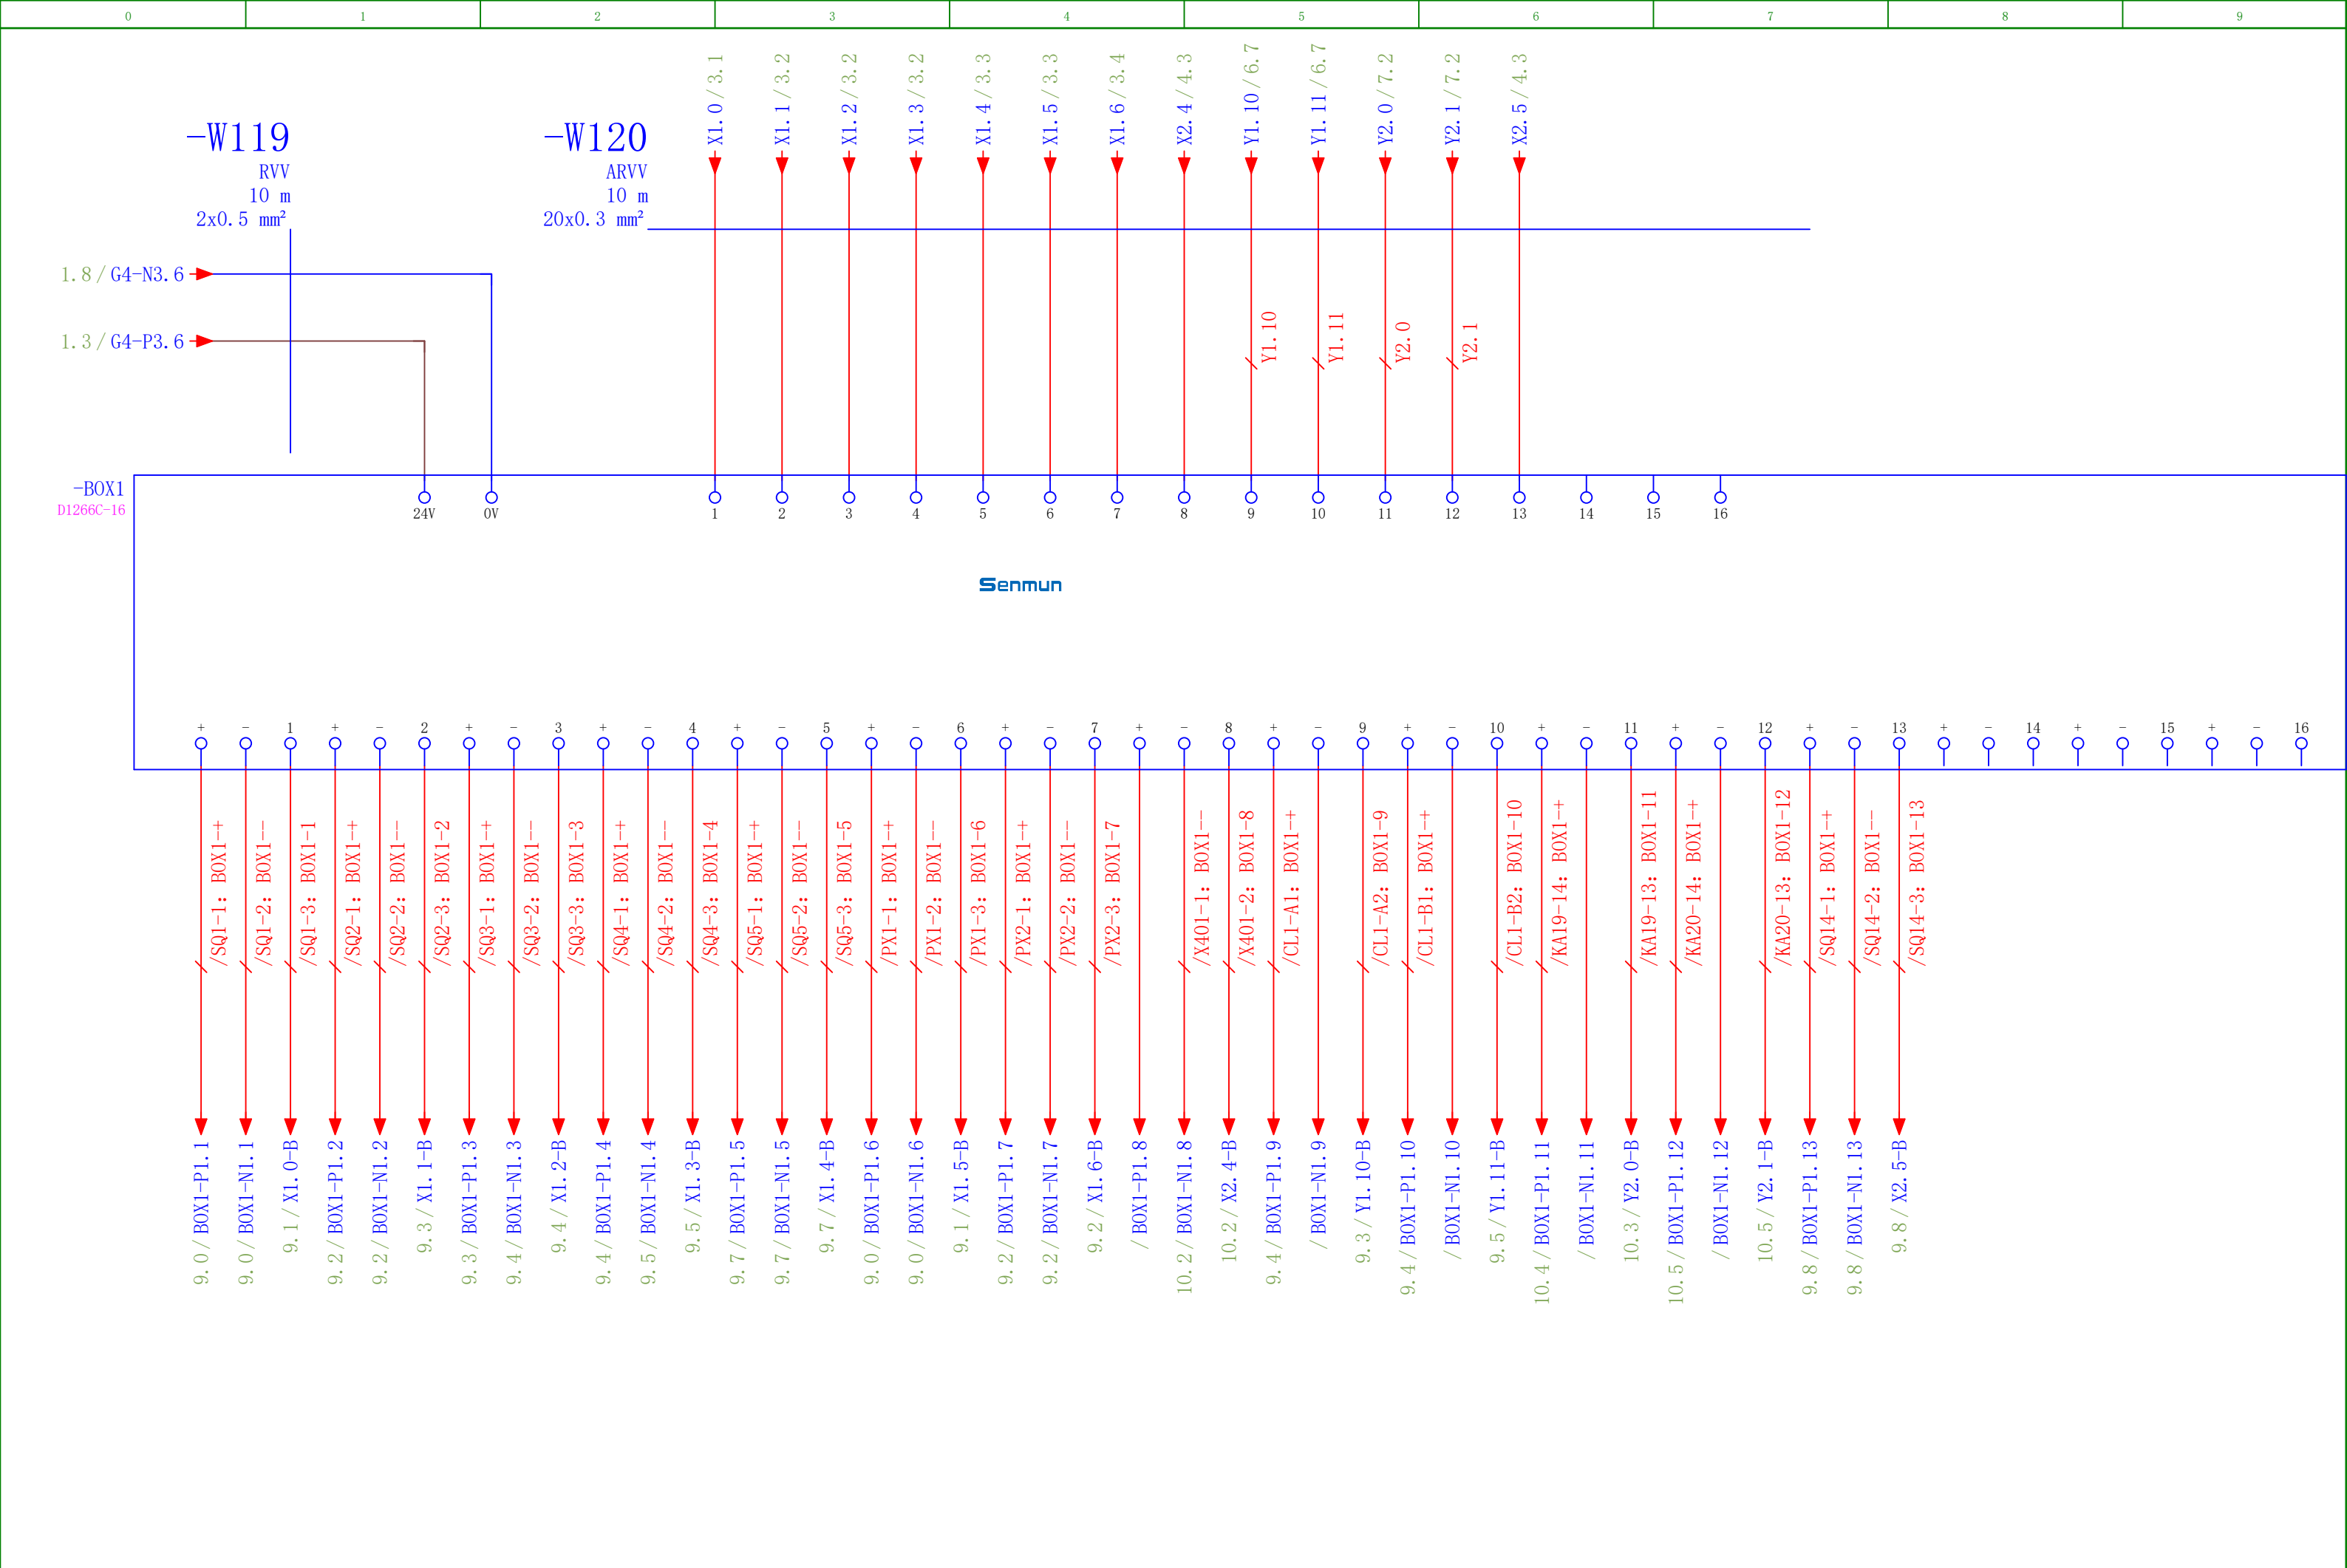 0 1 2 3 4 5 6 7 8 9
X1.0/3.1
X1.1/3.2
X1.2/3.2
X1.3/3.2
X1.4/3.3
X1.5/3.3
X1.6/3.4
X2.4/4.3
Y1.10/6.7
Y1.11/6.7
Y2.0/7.2
Y2.1/7.2
X2.5/4.3
-W119
RVV
10 m
2x0.5 mm²
-W120
ARVV
10 m
20x0.3 mm²
1.8/G4-N3.6
1.3/G4-P3.6
Y1.10
Y1.11
Y2.0
Y2.1
-BOX1
D1266C-16
24V 0V 1 2 3 4 5 6 7 8 9 10 11 12 13 14 15 16
Senmun
+ - 1 + - 2 + - 3 + - 4 + - 5 + - 6 + - 7 + - 8 + - 9 + - 10 + - 11 + - 12 + - 13 + - 14 + - 15 + - 16
/SQ1-1: BOX1-+
/SQ1-2: BOX1--
/SQ1-3: BOX1-1
/SQ2-1: BOX1-+
/SQ2-2: BOX1--
/SQ2-3: BOX1-2
/SQ3-1: BOX1-+
/SQ3-2: BOX1--
/SQ3-3: BOX1-3
/SQ4-1: BOX1-+
/SQ4-2: BOX1--
/SQ4-3: BOX1-4
/SQ5-1: BOX1-+
/SQ5-2: BOX1--
/SQ5-3: BOX1-5
/PX1-1: BOX1-+
/PX1-2: BOX1--
/PX1-3: BOX1-6
/PX2-1: BOX1-+
/PX2-2: BOX1--
/PX2-3: BOX1-7
/X401-1: BOX1--
/X401-2: BOX1-8
/CL1-A1: BOX1-+
/CL1-A2: BOX1-9
/CL1-B1: BOX1-+
/CL1-B2: BOX1-10
/KA19-14: BOX1-+
/KA19-13: BOX1-11
/KA20-14: BOX1-+
/KA20-13: BOX1-12
/SQ14-1: BOX1-+
/SQ14-2: BOX1--
/SQ14-3: BOX1-13
9.0/BOX1-P1.1
9.0/BOX1-N1.1
9.1/X1.0-B
9.2/BOX1-P1.2
9.2/BOX1-N1.2
9.3/X1.1-B
9.3/BOX1-P1.3
9.4/BOX1-N1.3
9.4/X1.2-B
9.4/BOX1-P1.4
9.5/BOX1-N1.4
9.5/X1.3-B
9.7/BOX1-P1.5
9.7/BOX1-N1.5
9.7/X1.4-B
9.0/BOX1-P1.6
9.0/BOX1-N1.6
9.1/X1.5-B
9.2/BOX1-P1.7
9.2/BOX1-N1.7
9.2/X1.6-B
/BOX1-P1.8
10.2/BOX1-N1.8
10.2/X2.4-B
9.4/BOX1-P1.9
/BOX1-N1.9
9.3/Y1.10-B
9.4/BOX1-P1.10
/BOX1-N1.10
9.5/Y1.11-B
10.4/BOX1-P1.11
/BOX1-N1.11
10.3/Y2.0-B
10.5/BOX1-P1.12
/BOX1-N1.12
10.5/Y2.1-B
9.8/BOX1-P1.13
9.8/BOX1-N1.13
9.8/X2.5-B